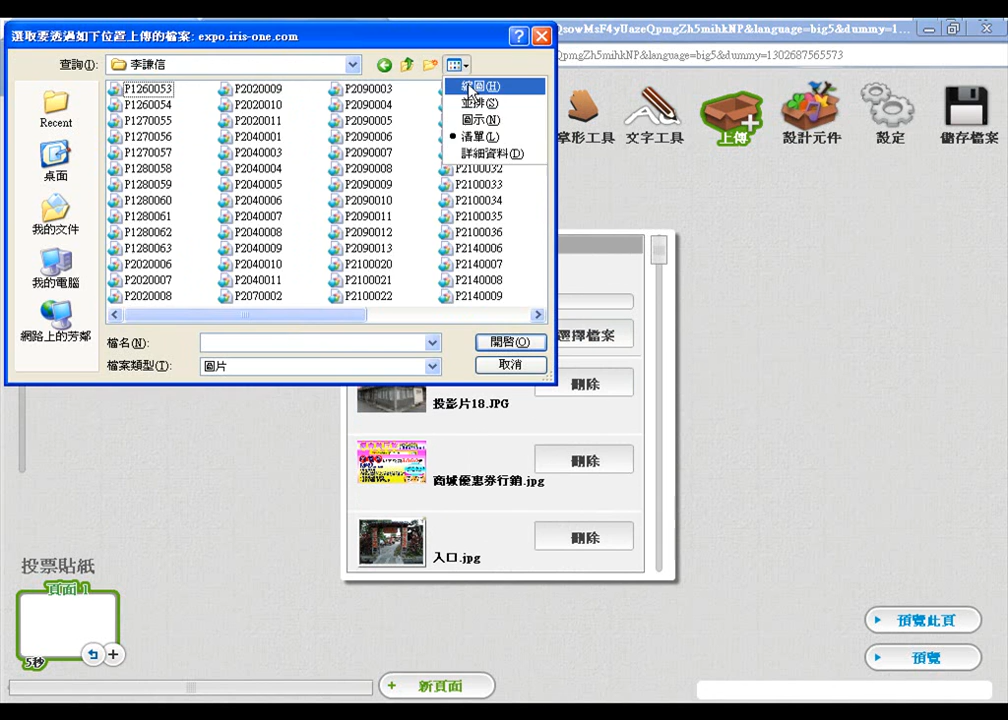 選取要透過如下位置上傳的檔案: expo.iris-one.com
QsowMsF4yUazeQpmgZh5mihkNP&language=big5&dummy=1...
QpmgZh5mihkNP&language=big5&dummy=1302687565573
查詢(I):
李謙信
縮圖(H)
並排(S)
圖示(N)
清單(L)
詳細資料(D)
Recent
桌面
我的文件
我的電腦
網路上的芳鄰
P1260053 P2020009 P2090003
P1260054 P2020010 P2090004
P1270055 P2020011 P2090005
P1270056 P2040001 P2090006
P1270057 P2040003 P2090007
P1280058 P2040004 P2090008 P2100032
P1280059 P2040005 P2090009 P2100033
P1280060 P2040006 P2090010 P2100034
P1280061 P2040007 P2090011 P2100035
P1280062 P2040008 P2090012 P2100036
P1280063 P2040009 P2090013 P2140006
P2020006 P2040010 P2100020 P2140007
P2020007 P2040011 P2100021 P2140008
P2020008 P2070002 P2100022 P2140009
檔名(N):
開啓(O)
檔案類型(T):
圖片
取消
掌形工具
文字工具
上傳
設計元件
設定
儲存檔案
選擇檔案
刪除
投影片18.JPG
刪除
商城優惠券行銷.jpg
刪除
入口.jpg
投票貼紙
頁面 1
5秒
+ 新頁面
預覽此頁
預覽